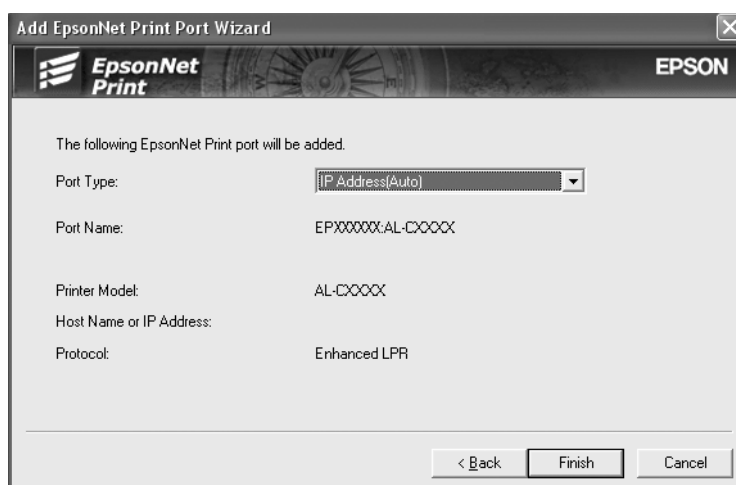 Add EpsonNet Print Port Wizard
EpsonNet
Print
EPSON
The following EpsonNet Print port will be added.
Port Type: IP Address(Auto)
Port Name: EPXXXXXX:AL-CXXXX
Printer Model: AL-CXXXX
Host Name or IP Address:
Protocol: Enhanced LPR
< Back Finish Cancel